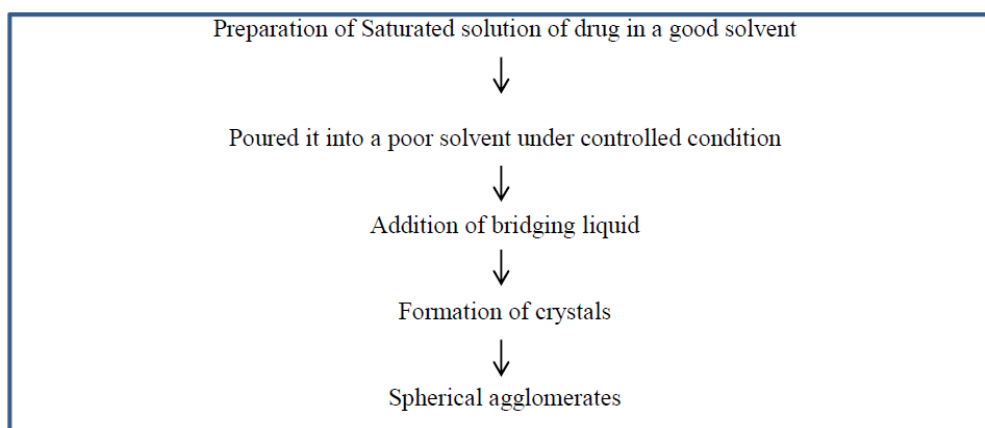 Preparation of Saturated solution of drug in a good solvent
Poured it into a poor solvent under controlled condition
Addition of bridging liquid
Formation of crystals
Spherical agglomerates